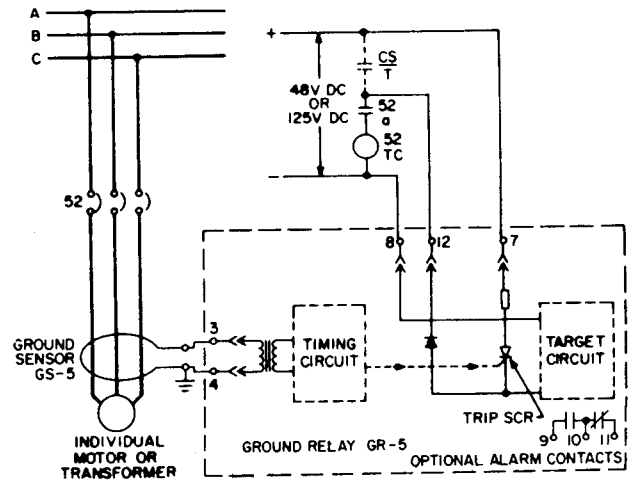 A
B
C
+
CS
T
48V DC
OR
125V DC
52
a
52
TC
−
52
8
12
7
3
4
GROUND
SENSOR
GS-5
TIMING
CIRCUIT
TARGET
CIRCUIT
TRIP SCR
INDIVIDUAL
MOTOR OR
TRANSFORMER
GROUND RELAY GR-5
9 10 11
OPTIONAL ALARM CONTACTS